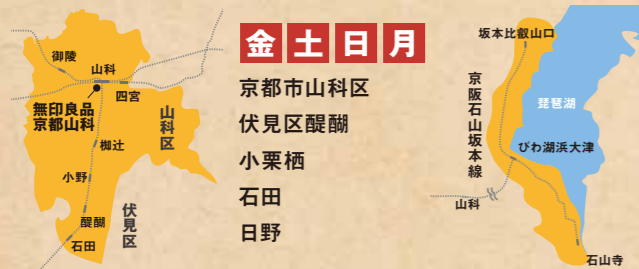 御陵
山科
四宮
無印良品
京都山科
山科区
椥辻
小野
醍醐
石田
伏見区
金土日月
京都市山科区
伏見区醍醐
小栗栖
石田
日野
坂本比叡山口
京阪石山坂本線
琵琶湖
びわ湖浜大津
山科
石山寺